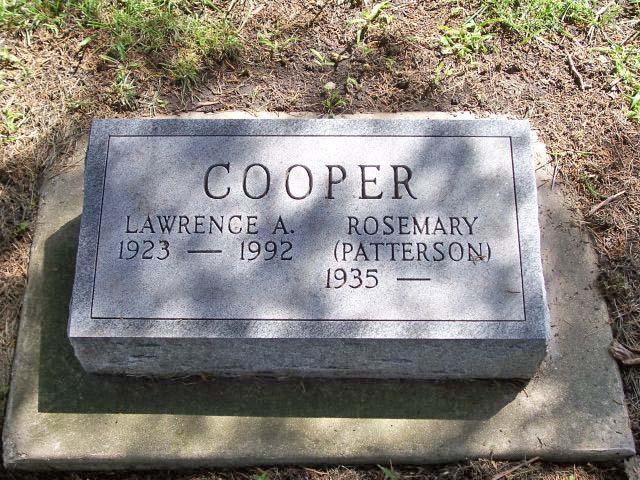 COOPER
LAWRENCE A. ROSEMARY
1923 — 1992 (PATTERSON)
1935 —